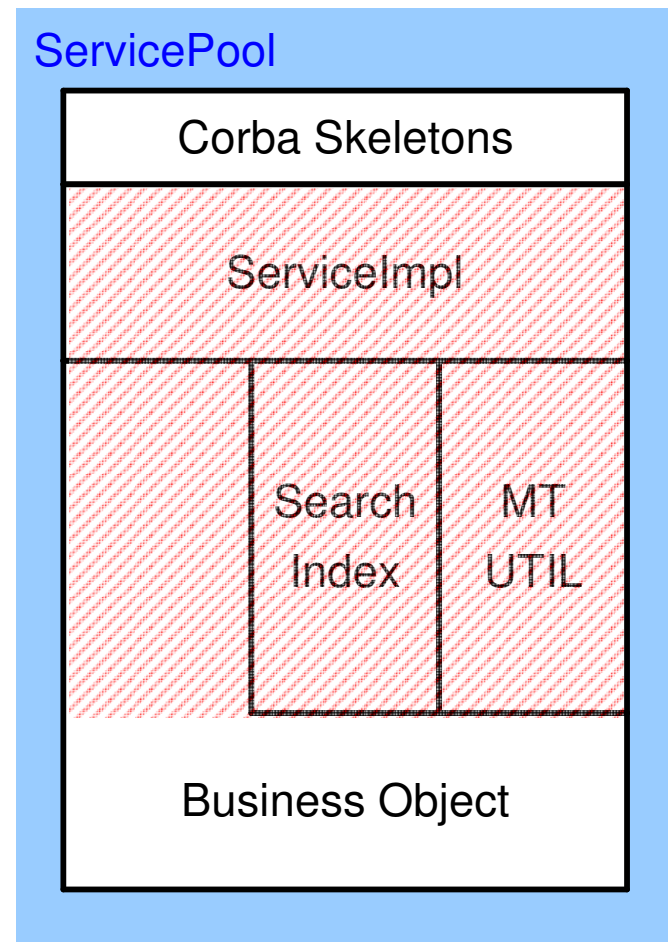 ServicePool
Corba Skeletons
ServiceImpl
Search
Index
MT
UTIL
Business Object